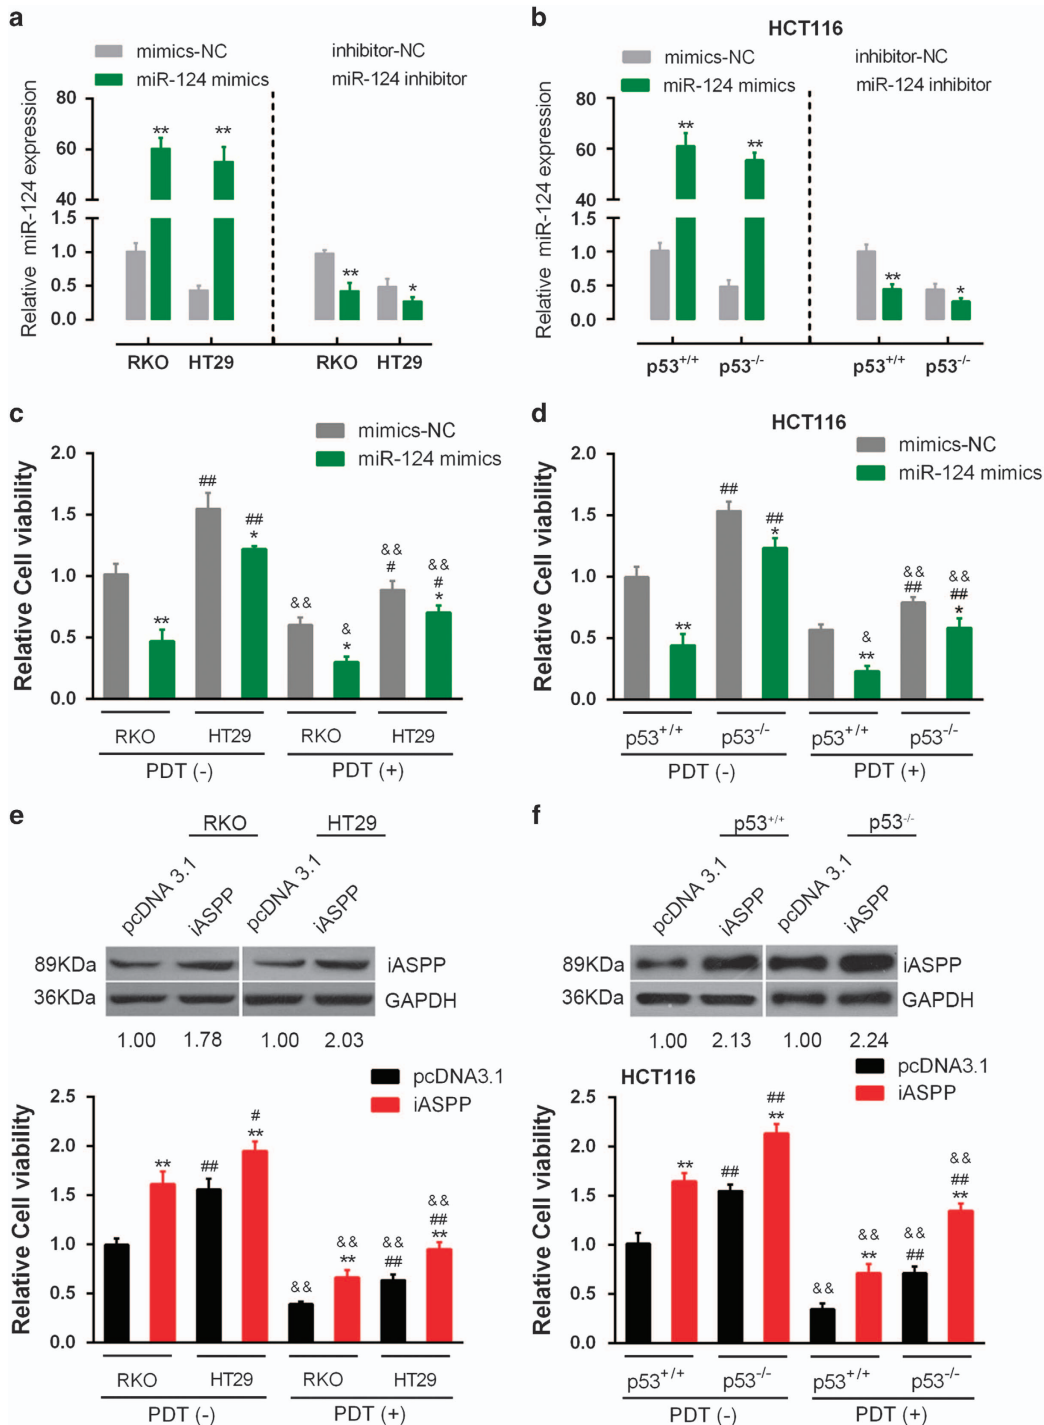 a
mimics-NC
miR-124 mimics
inhibitor-NC
miR-124 inhibitor
Relative miR-124 expression
80
60
40
1.5
1.0
0.5
0.0
** ** ** *
RKO HT29 RKO HT29
b
HCT116
mimics-NC
miR-124 mimics
inhibitor-NC
miR-124 inhibitor
Relative miR-124 expression
80
60
40
1.5
1.0
0.5
0.0
** ** ** *
p53+/+ p53-/- p53+/+ p53-/-
c
mimics-NC
miR-124 mimics
Relative Cell viability
2.0
1.5
1.0
0.5
0.0
##
##
*
**
&&
&
*
&&
#
&&
#
*
RKO HT29 RKO HT29
PDT (-) PDT (+)
d
HCT116
mimics-NC
miR-124 mimics
Relative Cell viability
2.0
1.5
1.0
0.5
0.0
**
##
##
*
&
**
&&
##
&&
##
*
p53+/+ p53-/- p53+/+ p53-/-
PDT (-) PDT (+)
e
RKO HT29
pcDNA 3.1 iASPP pcDNA 3.1 iASPP
89KDa iASPP
36KDa GAPDH
1.00 1.78 1.00 2.03
pcDNA3.1
iASPP
Relative Cell viability
2.5
2.0
1.5
1.0
0.5
0.0
**
##
#
**
&&
&&
**
&&
##
&&
##
**
RKO HT29 RKO HT29
PDT (-) PDT (+)
f
p53+/+ p53-/-
pcDNA 3.1 iASPP pcDNA 3.1 iASPP
89KDa iASPP
36KDa GAPDH
1.00 2.13 1.00 2.24
HCT116
pcDNA3.1
iASPP
Relative Cell viability
2.5
2.0
1.5
1.0
0.5
0.0
**
##
##
**
&&
&&
**
&&
##
&&
##
**
p53+/+ p53-/- p53+/+ p53-/-
PDT (-) PDT (+)